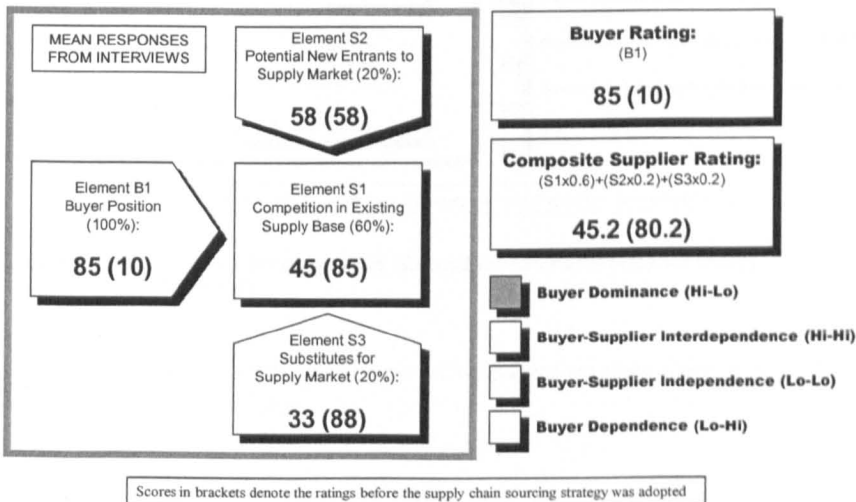 MEAN RESPONSES
FROM INTERVIEWS
Element S2
Potential New Entrants to
Supply Market (20%):
58 (58)
Element B1
Buyer Position
(100%):
85 (10)
Element S1
Competition in Existing
Supply Base (60%):
45 (85)
Element S3
Substitutes for
Supply Market (20%):
33 (88)
Buyer Rating:
(B1)
85 (10)
Composite Supplier Rating:
(S1x0.6)+(S2x0.2)+(S3x0.2)
45.2 (80.2)
Buyer Dominance (Hi-Lo)
Buyer-Supplier Interdependence (Hi-Hi)
Buyer-Supplier Independence (Lo-Lo)
Buyer Dependence (Lo-Hi)
Scores in brackets denote the ratings before the supply chain sourcing strategy was adopted